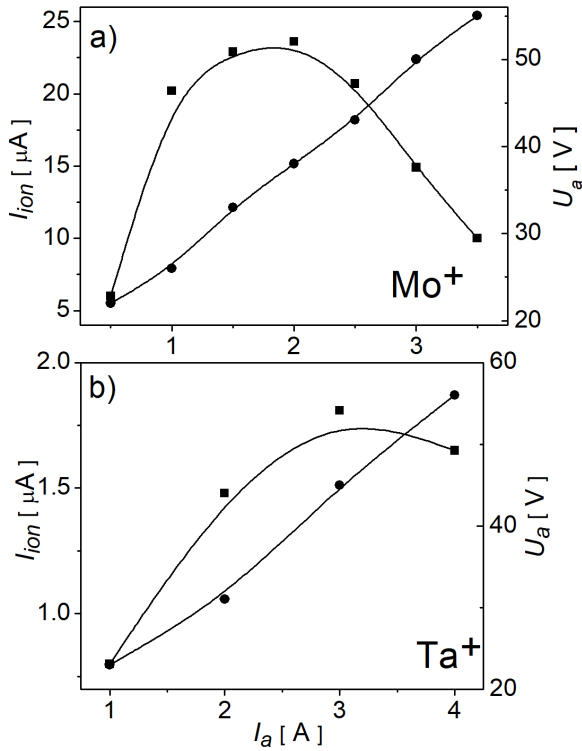 a)
25
20
15
10
5
I_ion [ μA ]
50
40
30
20
U_a [ V ]
Mo⁺
1 2 3
b)
2.0
1.5
1.0
I_ion [ μA ]
60
40
20
U_a [ V ]
Ta⁺
1 2 3 4
I_a [ A ]